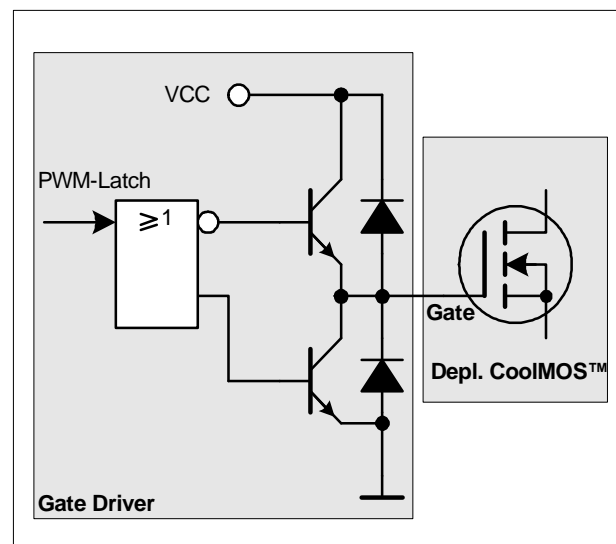 VCC
PWM-Latch
≥1
Gate
Depl. CoolMOS™
Gate Driver